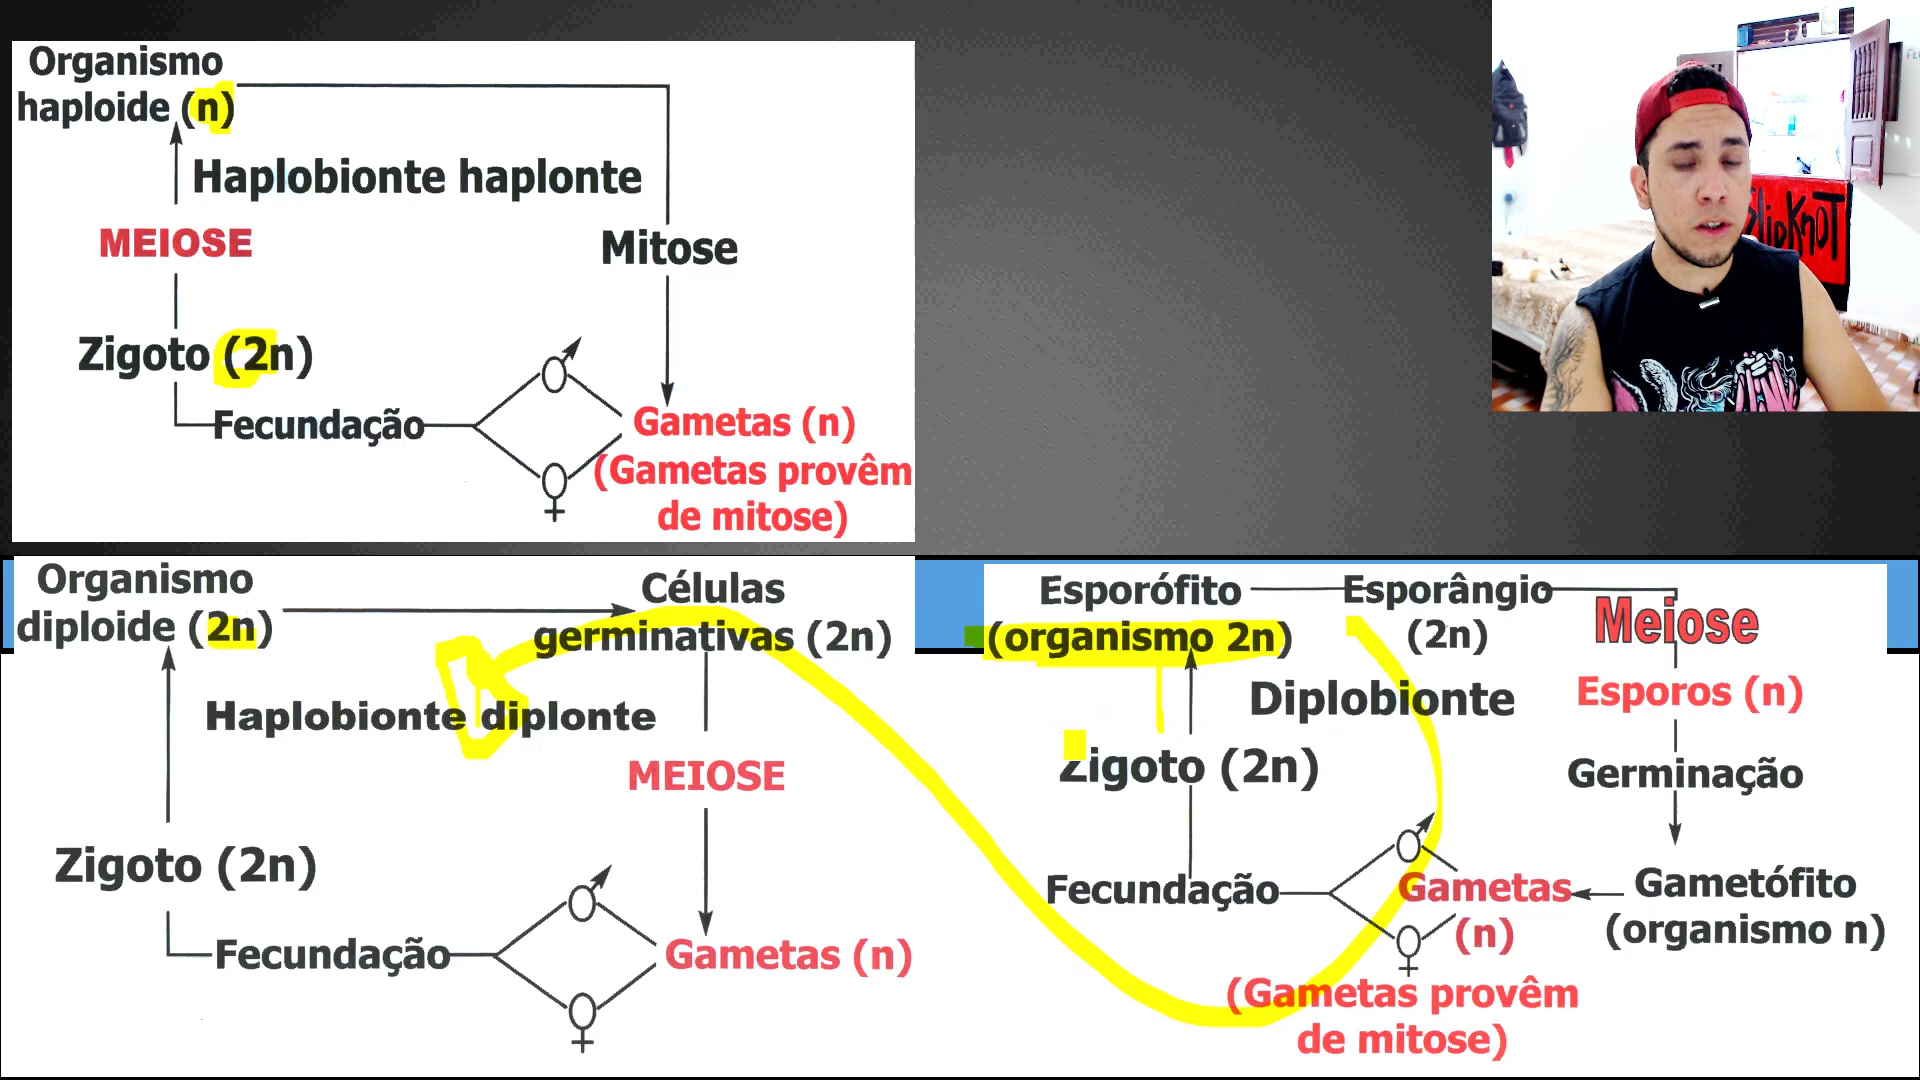 Organismo
haploide (n)
Haplobionte haplonte
MEIOSE
Mitose
Zigoto (2n)
Fecundação
Gametas (n)
(Gametas provêm
de mitose)
SlipKnoT
Organismo
diploide (2n)
Células
germinativas (2n)
Haplobionte diplonte
MEIOSE
Zigoto (2n)
Fecundação
Gametas (n)
Esporófito
(organismo 2n)
Esporângio
(2n)
Meiose
Esporos (n)
Diplobionte
Zigoto (2n)
Germinação
Fecundação
Gametas
(n)
Gametófito
(organismo n)
(Gametas provêm
de mitose)